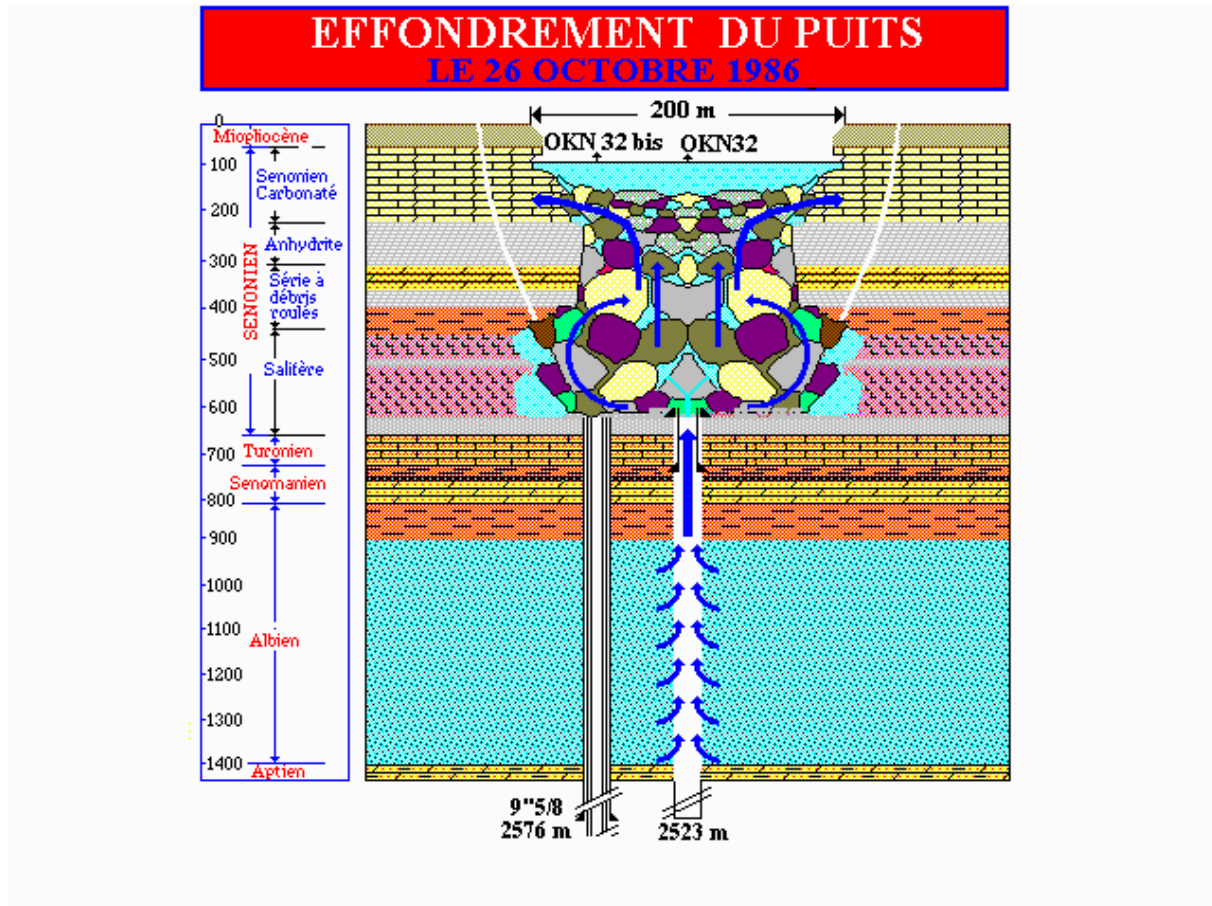 EFFONDREMENT DU PUITS
LE 26 OCTOBRE 1986
200 m
OKN 32 bis OKN32
0
Miopliocène
100
Senonien
Carbonaté
200
Anhydrite
300
Série à
débris
roulés
400
SENONIEN
500
Salitère
600
700
Turonien
Senomanien
800
900
1000
1100
Albien
1200
1300
1400
Aptien
9"5/8
2576 m
2523 m